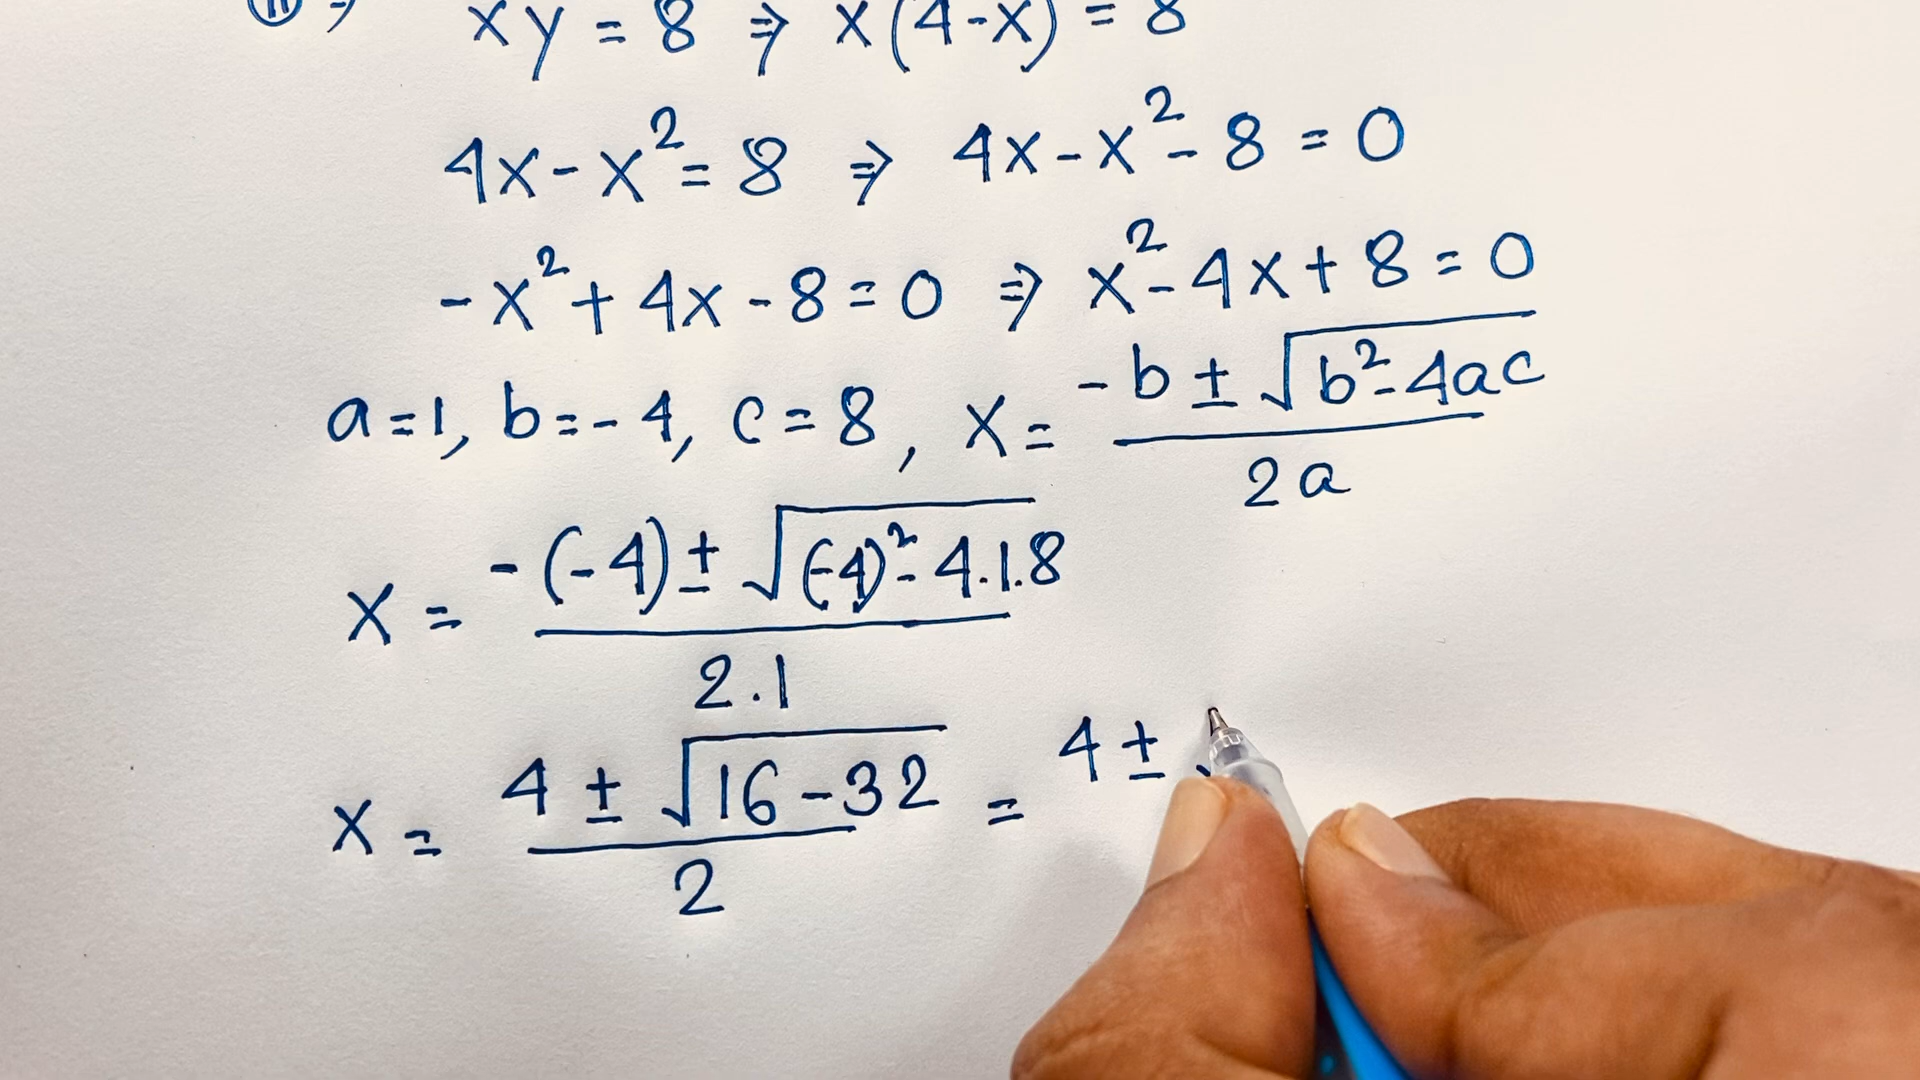 (ii) ⇒ xy = 8 ⇒ x(4-x) = 8
4x - x² = 8 ⇒ 4x - x² - 8 = 0
-x² + 4x - 8 = 0 ⇒ x² - 4x + 8 = 0
a = 1, b = -4, c = 8, x = (-b ± √(b² - 4ac))/(2a)
x = (-(-4) ± √((-4)² - 4.1.8))/(2.1)
x = (4 ± √(16 - 32))/2 = 4 ±